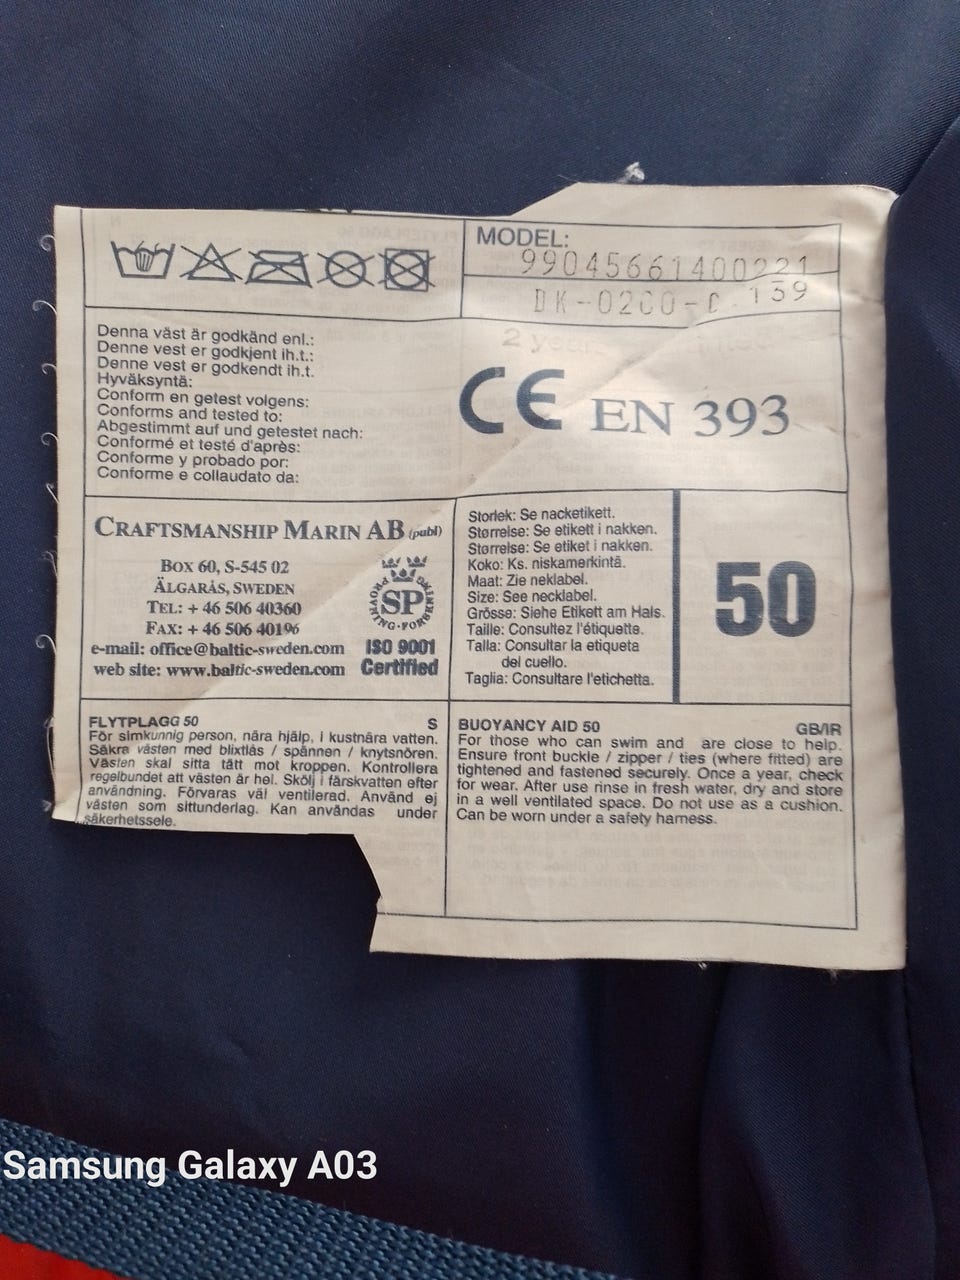 MODEL:
99045661400221
Denna väst är godkänd enl.:
Denne vest er godkjent ih.t.:
Denne vest er godkendt ih.t.
Hyväksyntä:
Conform en getest volgens:
Conforms and tested to:
Abgestimmt auf und getestet nach:
Conformé et testé d'après:
Conforme y probado por:
Conforme e collaudato da:
CE EN 393
CRAFTSMANSHIP MARIN AB (publ)
BOX 60, S-545 02
ÄLGARÅS, SWEDEN
TEL: + 46 506 40360
FAX: + 46 506 40196
e-mail: office@baltic-sweden.com
web site: www.baltic-sweden.com
SP
ISO 9001
Certified
Storlek: Se nacketikett.
Størrelse: Se etikett i nakken.
Størrelse: Se etiket i nakken.
Koko: Ks. niskamerkintä.
Maat: Zie neklabel.
Size: See necklabel.
Grösse: Siehe Etikett am Hals.
Taille: Consultez l'étiquette.
Talla: Consultar la etiqueta
del cuello.
Taglia: Consultare l'etichetta.
50
FLYTPLAGG 50 S
För simkunnig person, nära hjälp, i kustnära vatten.
Säkra västen med blixtlås / spännen / knytsnören.
Västen skal sitta tätt mot kroppen. Kontrollera
regelbundet att västen är hel. Skölj i färskvatten efter
användning. Förvaras väl ventilerad. Använd ej
västen som sittunderlag. Kan användas under
säkerhetssele.
BUOYANCY AID 50 GB/IR
For those who can swim and are close to help.
Ensure front buckle / zipper / ties (where fitted) are
tightened and fastened securely. Once a year, check
for wear. After use rinse in fresh water, dry and store
in a well ventilated space. Do not use as a cushion.
Can be worn under a safety harness.
Samsung Galaxy A03